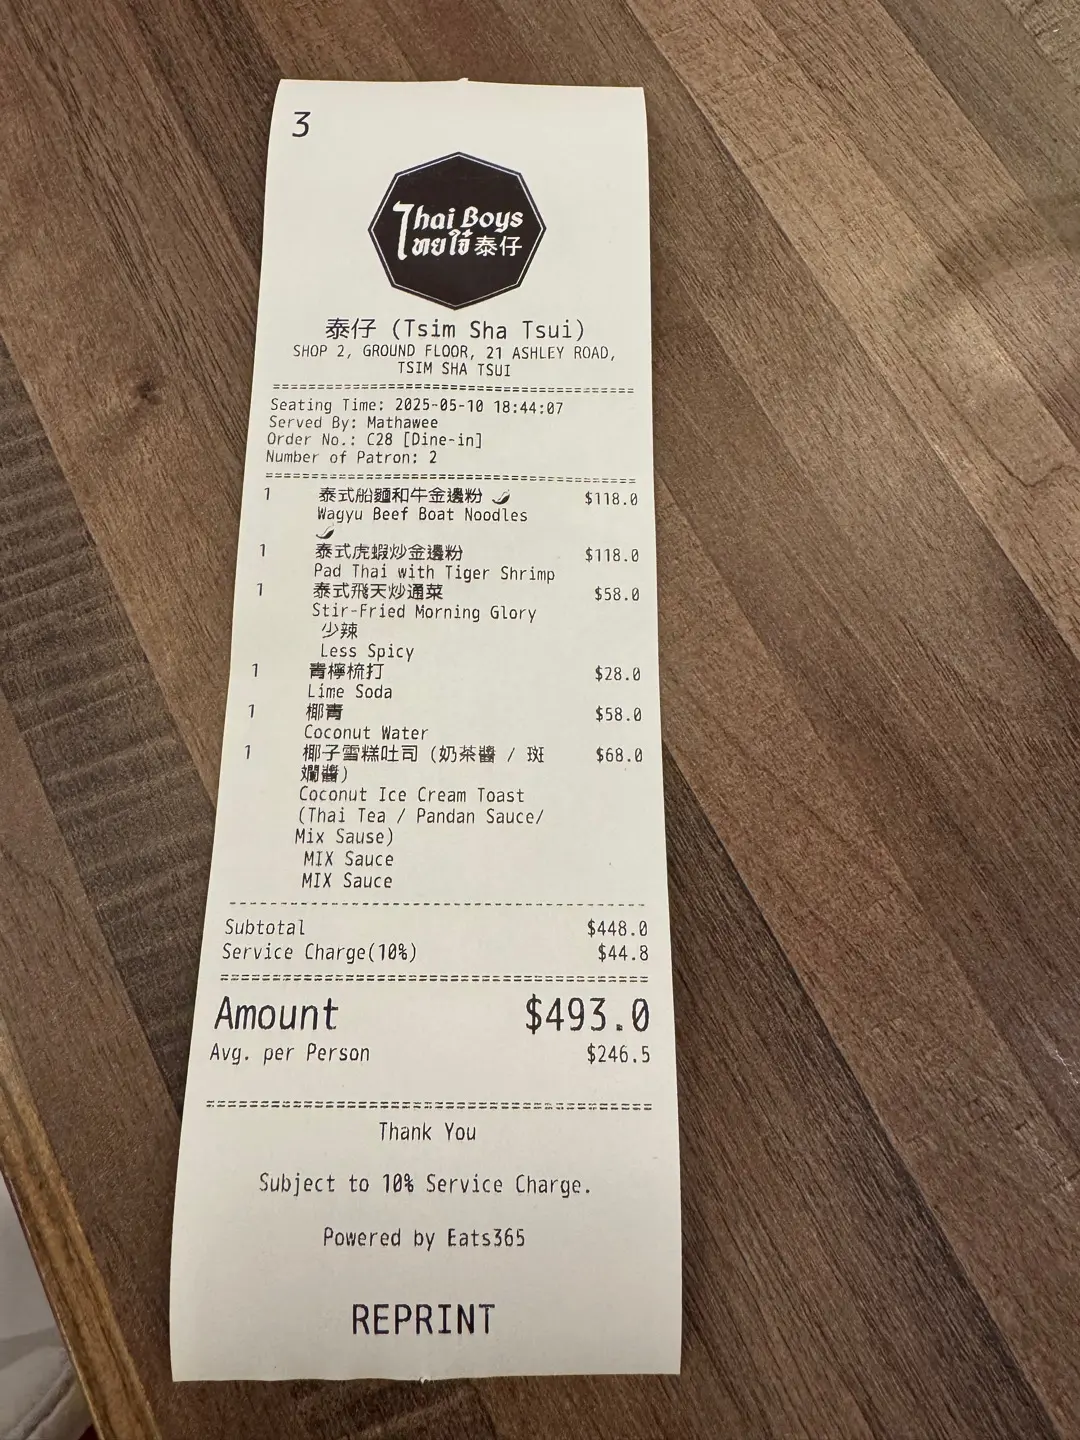 3
Thai Boys
ไทยใจ๋ 泰仔
泰仔 (Tsim Sha Tsui)
SHOP 2, GROUND FLOOR, 21 ASHLEY ROAD,
TSIM SHA TSUI
Seating Time: 2025-05-10 18:44:07
Served By: Mathawee
Order No.: C28 [Dine-in]
Number of Patron: 2
1 泰式船麵和牛金邊粉 $118.0
Wagyu Beef Boat Noodles
1 泰式虎蝦炒金邊粉 $118.0
Pad Thai with Tiger Shrimp
1 泰式飛天炒通菜 $58.0
Stir-Fried Morning Glory
少辣
Less Spicy
1 青檸梳打 $28.0
Lime Soda
1 椰青 $58.0
Coconut Water
1 椰子雪糕吐司 (奶茶醬 / 斑 $68.0
斕醬)
Coconut Ice Cream Toast
(Thai Tea / Pandan Sauce/
Mix Sause)
MIX Sauce
MIX Sauce
Subtotal $448.0
Service Charge(10%) $44.8
Amount $493.0
Avg. per Person $246.5
Thank You
Subject to 10% Service Charge.
Powered by Eats365
REPRINT